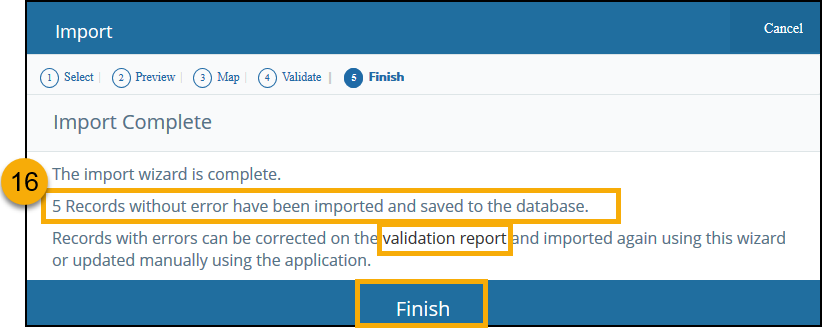 Import
Cancel
1 Select | 2 Preview | 3 Map | 4 Validate | 5 Finish
Import Complete
The import wizard is complete.
16
5 Records without error have been imported and saved to the database.
Records with errors can be corrected on the validation report and imported again using this wizard
or updated manually using the application.
Finish